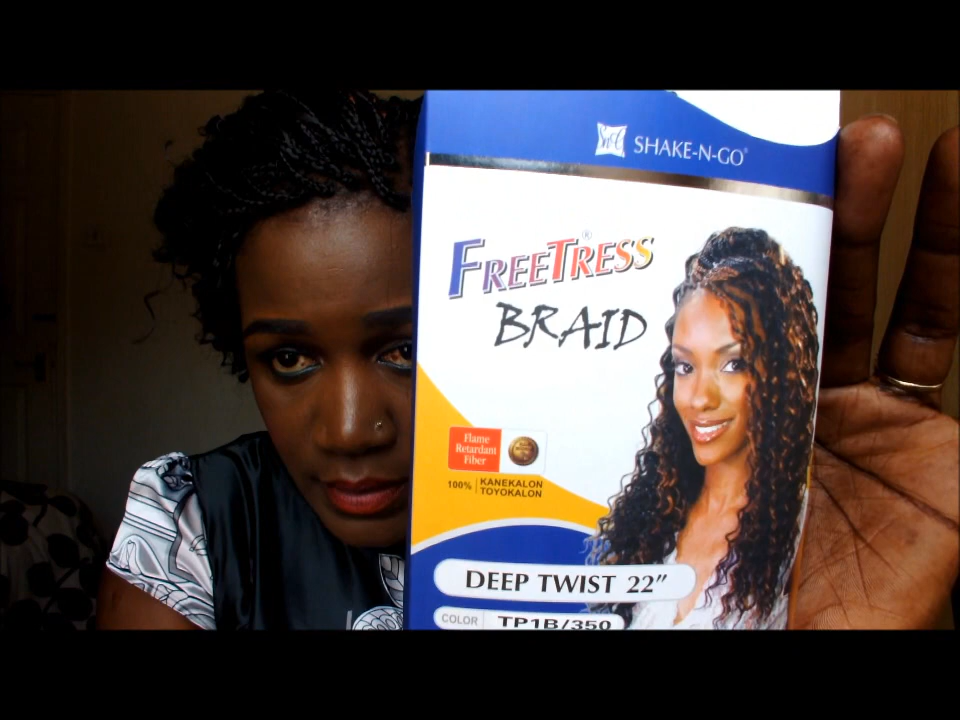 SHAKE-N-GO®
FREETRESS®
BRAID
Flame
Retardant
Fiber
100% | KANEKALON
TOYOKALON
DEEP TWIST 22"
COLOR TP1B/350